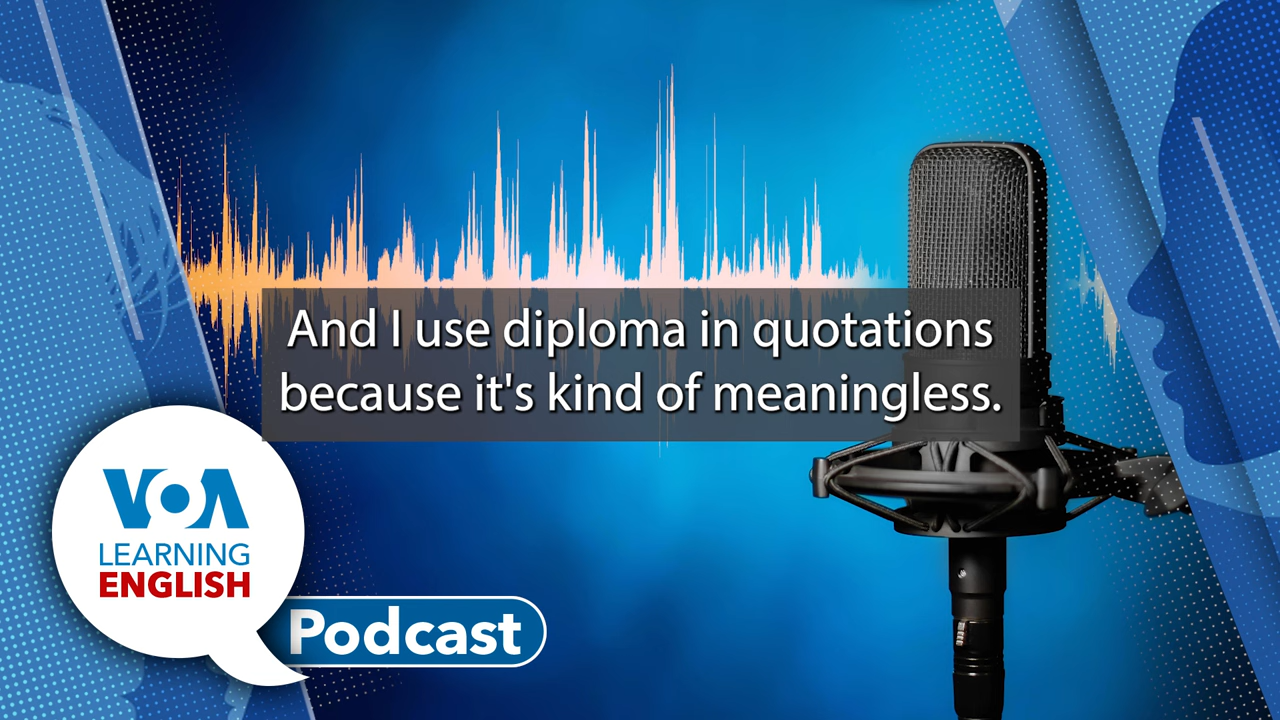 And I use diploma in quotations
because it's kind of meaningless.
VOA
LEARNING
ENGLISH
Podcast